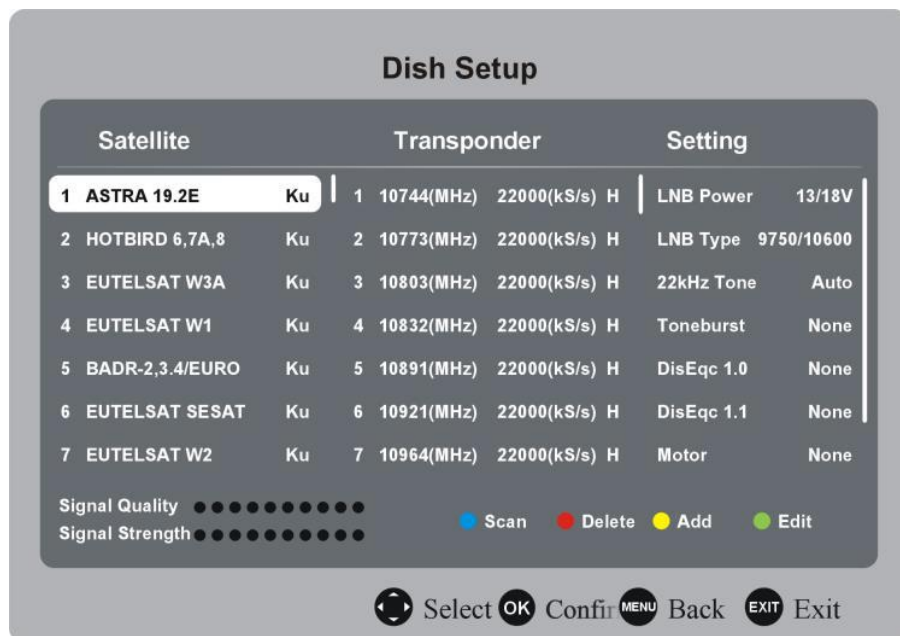 Dish Setup
Satellite Transponder Setting
1 ASTRA 19.2E Ku 1 10744(MHz) 22000(kS/s) H LNB Power 13/18V
2 HOTBIRD 6,7A,8 Ku 2 10773(MHz) 22000(kS/s) H LNB Type 9750/10600
3 EUTELSAT W3A Ku 3 10803(MHz) 22000(kS/s) H 22kHz Tone Auto
4 EUTELSAT W1 Ku 4 10832(MHz) 22000(kS/s) H Toneburst None
5 BADR-2,3.4/EURO Ku 5 10891(MHz) 22000(kS/s) H DisEqc 1.0 None
6 EUTELSAT SESAT Ku 6 10921(MHz) 22000(kS/s) H DisEqc 1.1 None
7 EUTELSAT W2 Ku 7 10964(MHz) 22000(kS/s) H Motor None
Signal Quality
Signal Strength Scan Delete Add Edit
Select OK Confir MENU Back EXIT Exit